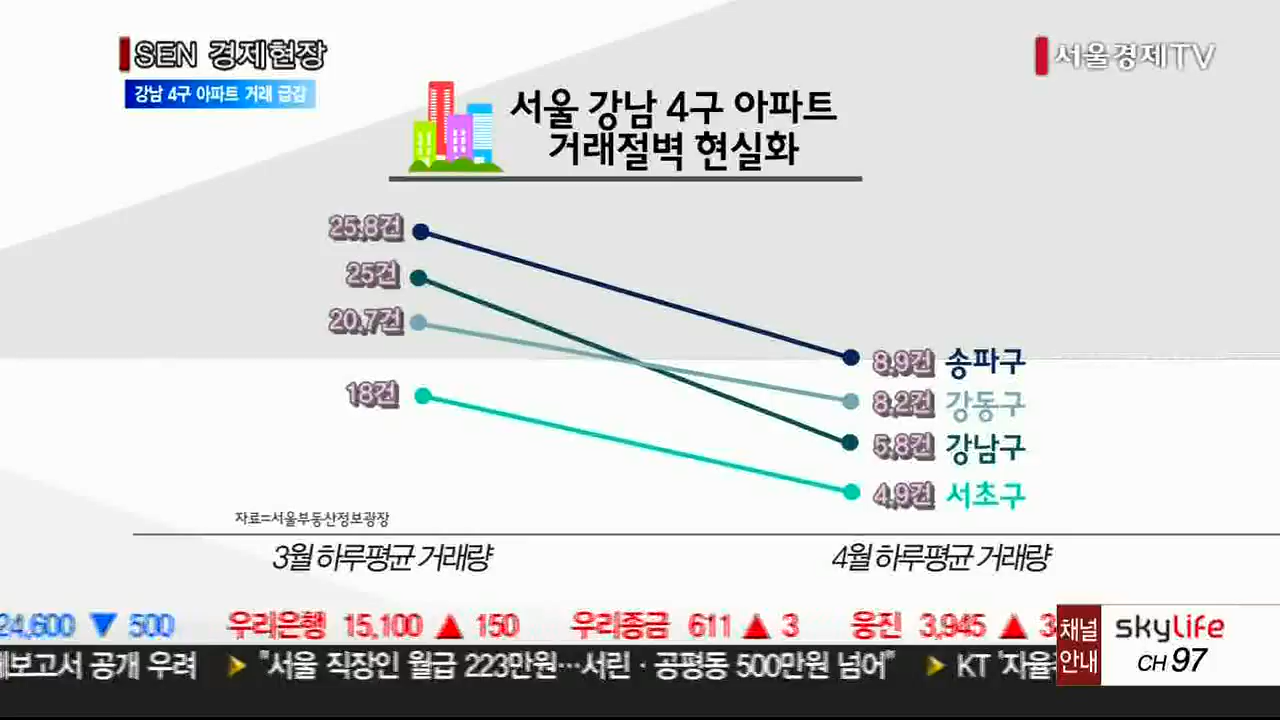 SEN 경제현장
서울경제TV
강남 4구 아파트 거래 급감
서울 강남 4구 아파트
거래절벽 현실화
25.8건
25건
20.7건
18건
8.9건 송파구
8.2건 강동구
5.8건 강남구
4.9건 서초구
자료=서울부동산정보광장
3월 하루평균 거래량
4월 하루평균 거래량
24,600 ▼ 500 우리은행 15,100 ▲ 150 우리종금 611 ▲ 3 웅진 3,945 ▲ 3
보고서 공개 우려 ▶ "서울 직장인 월급 223만원…서린·공평동 500만원 넘어" ▶ KT '자율
채널
안내
skylife
CH 97